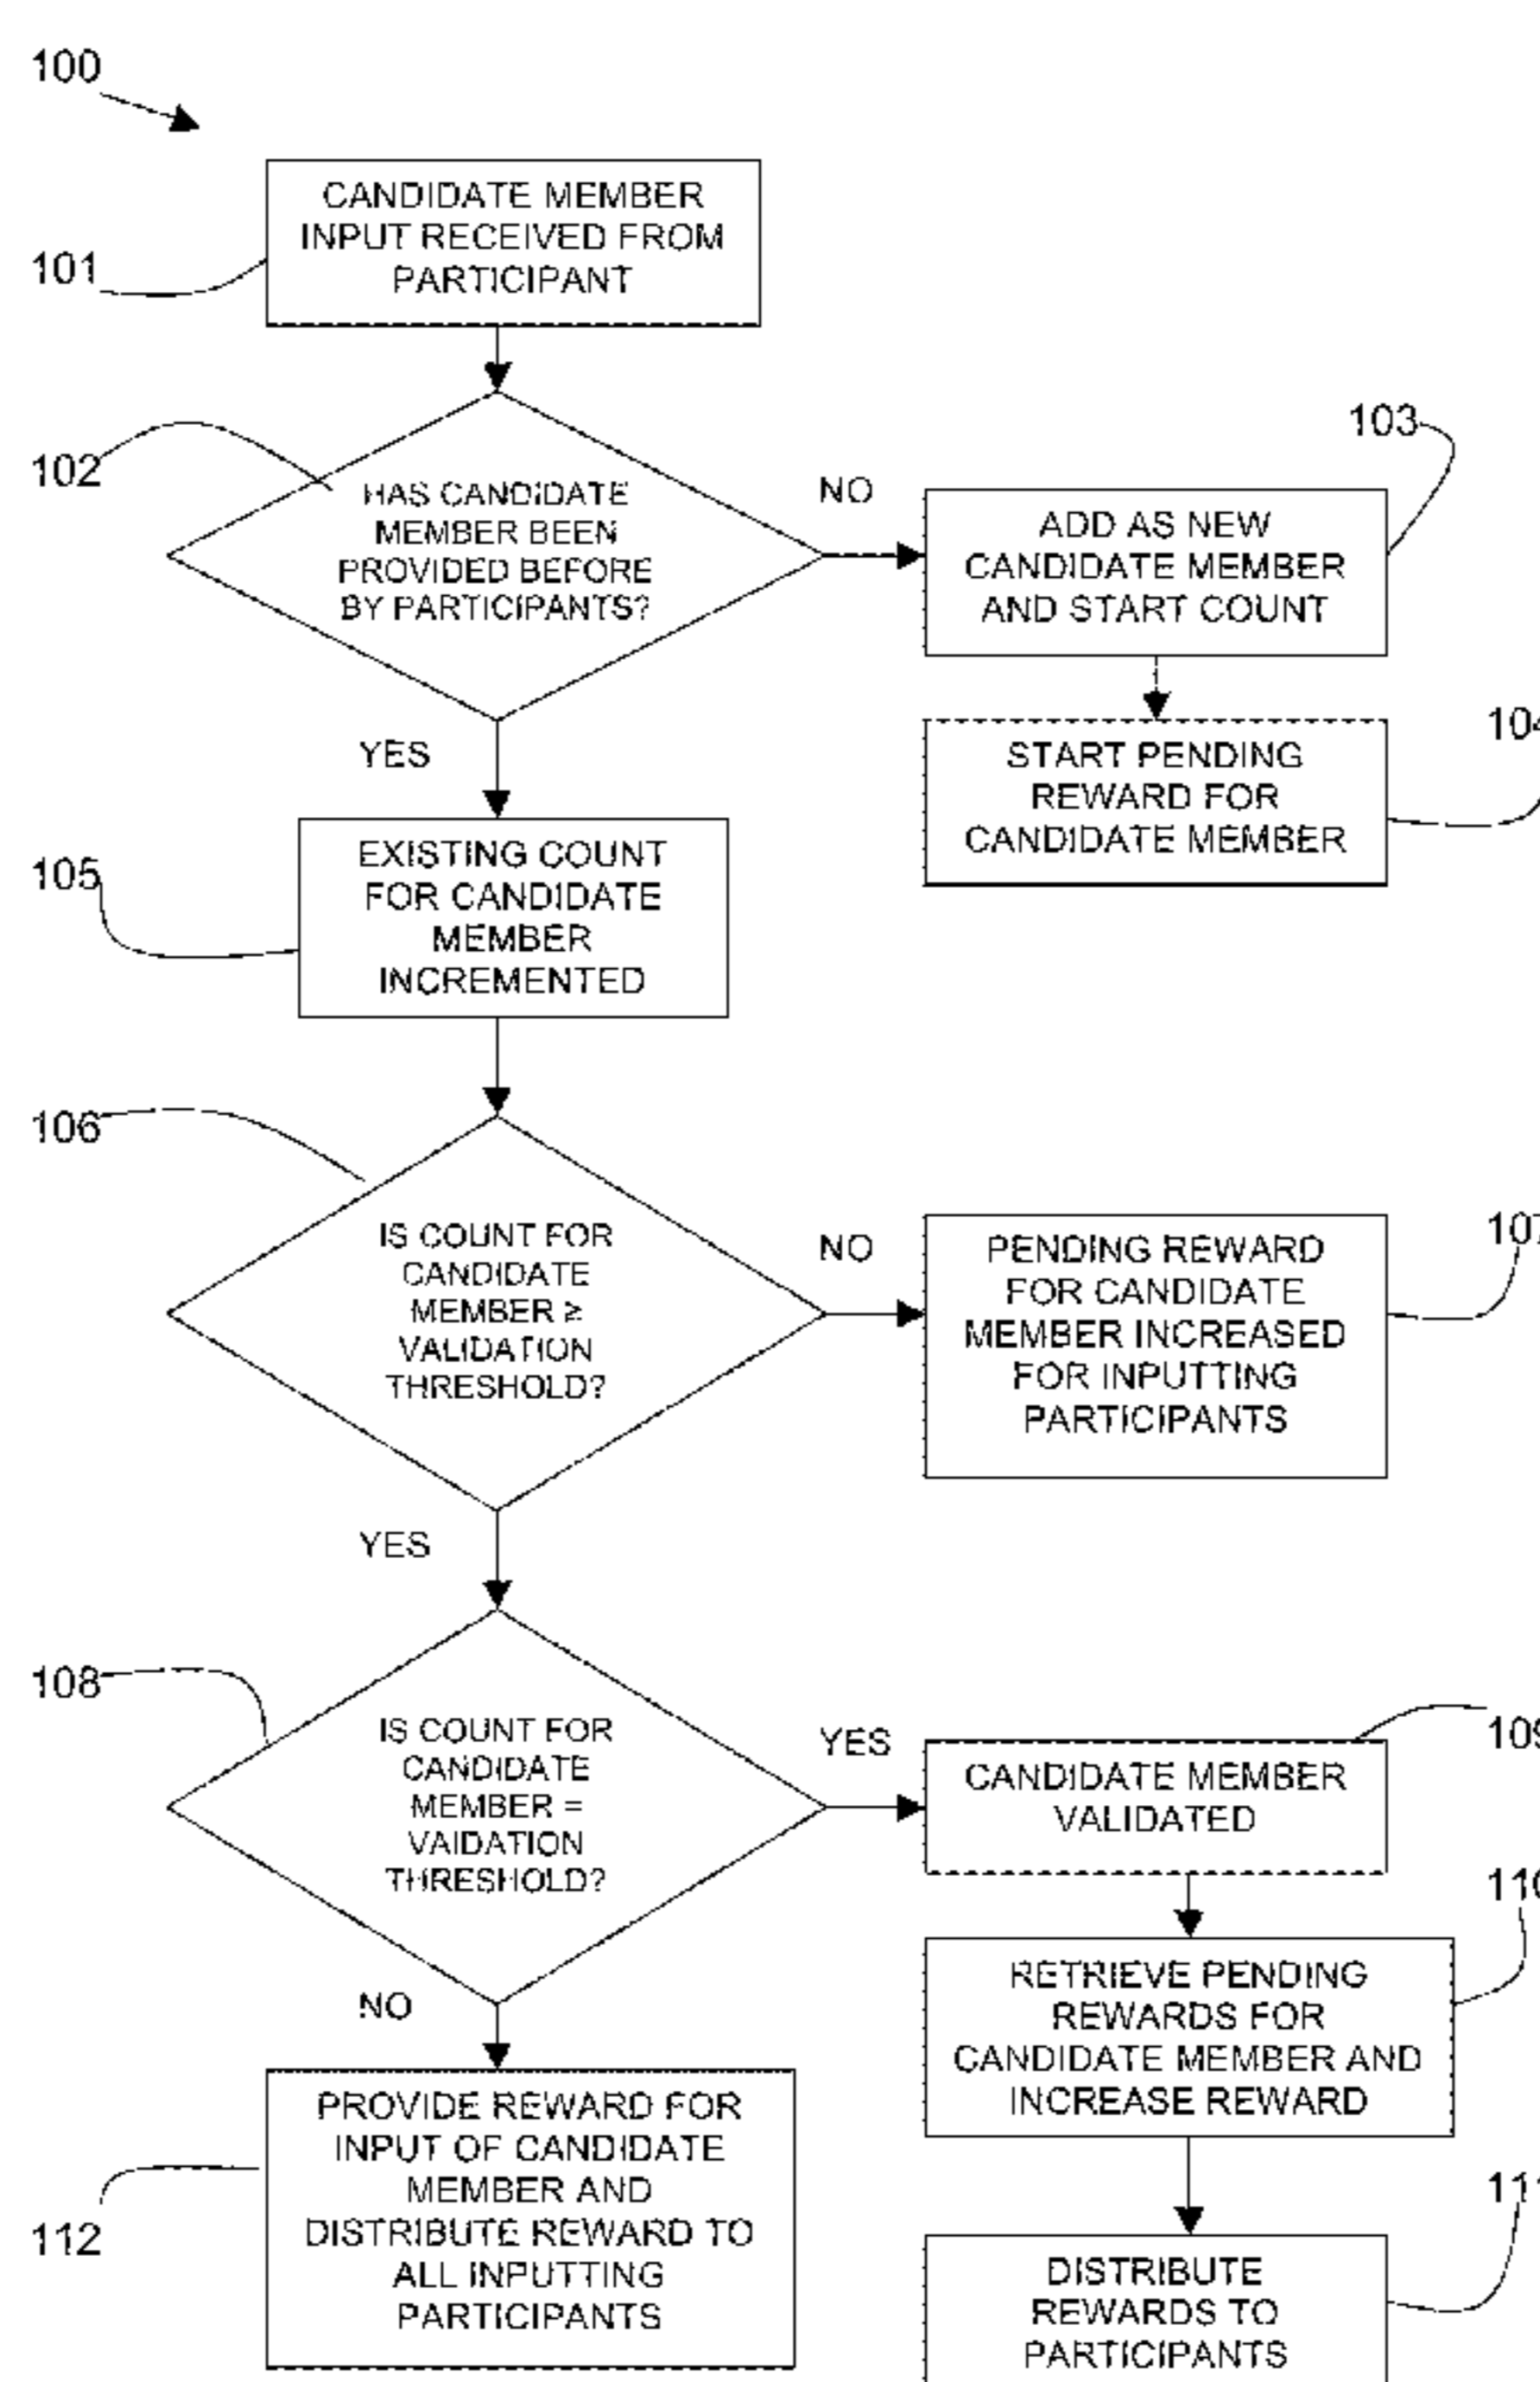 100
CANDIDATE MEMBER
INPUT RECEIVED FROM
PARTICIPANT
101
102
HAS CANDIDATE
MEMBER BEEN
PROVIDED BEFORE
BY PARTICIPANTS?
NO
103
ADD AS NEW
CANDIDATE MEMBER
AND START COUNT
104
START PENDING
REWARD FOR
CANDIDATE MEMBER
YES
105
EXISTING COUNT
FOR CANDIDATE
MEMBER
INCREMENTED
106
IS COUNT FOR
CANDIDATE
MEMBER ≥
VALIDATION
THRESHOLD?
NO
107
PENDING REWARD
FOR CANDIDATE
MEMBER INCREASED
FOR INPUTTING
PARTICIPANTS
YES
108
IS COUNT FOR
CANDIDATE
MEMBER =
VAIDATION
THRESHOLD?
YES
109
CANDIDATE MEMBER
VALIDATED
110
RETRIEVE PENDING
REWARDS FOR
CANDIDATE MEMBER AND
INCREASE REWARD
NO
112
PROVIDE REWARD FOR
INPUT OF CANDIDATE
MEMBER AND
DISTRIBUTE REWARD TO
ALL INPUTTING
PARTICIPANTS
111
DISTRIBUTE
REWARDS TO
PARTICIPANTS